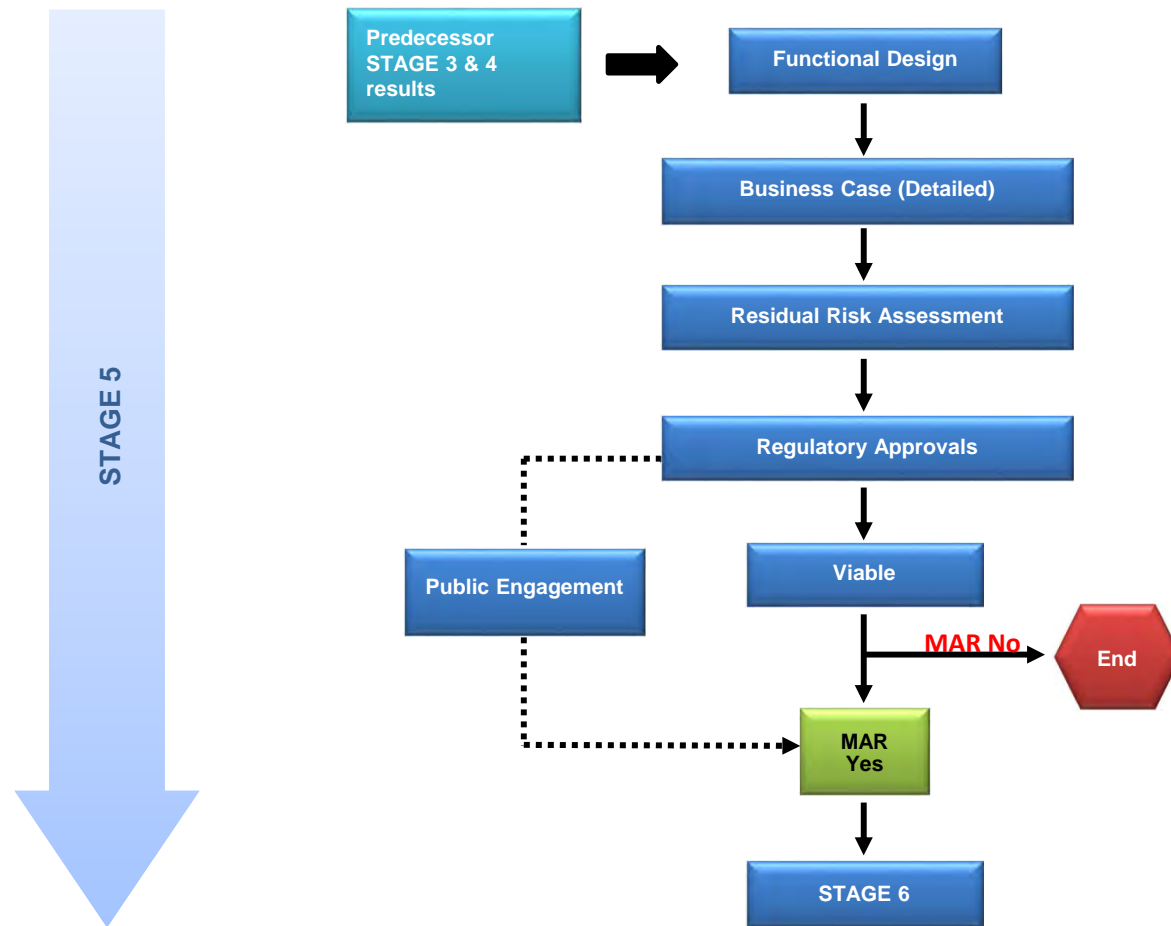 Predecessor
STAGE 3 & 4
results
Functional Design
Business Case (Detailed)
Residual Risk Assessment
STAGE 5
Regulatory Approvals
Public Engagement
Viable
MAR No
End
MAR
Yes
STAGE 6